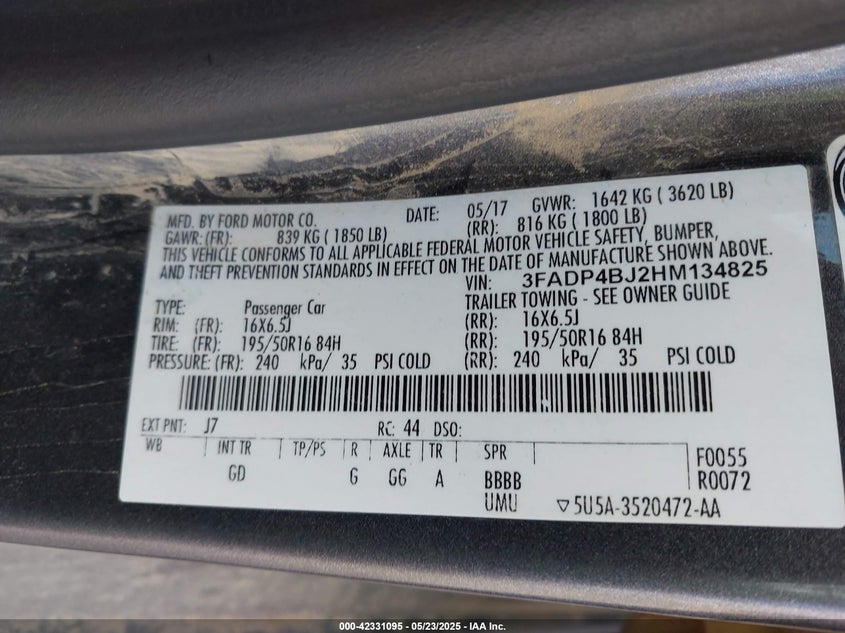 MFD. BY FORD MOTOR CO. DATE: 05/17 GVWR: 1642 KG ( 3620 LB)
GAWR: (FR): 839 KG ( 1850 LB) (RR): 816 KG ( 1800 LB)
THIS VEHICLE CONFORMS TO ALL APPLICABLE FEDERAL MOTOR VEHICLE SAFETY, BUMPER,
AND THEFT PREVENTION STANDARDS IN EFFECT ON THE DATE OF MANUFACTURE SHOWN ABOVE.
VIN: 3FADP4BJ2HM134825
TYPE: Passenger Car TRAILER TOWING - SEE OWNER GUIDE
RIM: (FR): 16X6.5J (RR): 16X6.5J
TIRE: (FR): 195/50R16 84H (RR): 195/50R16 84H
PRESSURE: (FR): 240 kPa/ 35 PSI COLD (RR): 240 kPa/ 35 PSI COLD
EXT PNT: J7 RC: 44 DSO:
WB INT TR TP/PS R AXLE TR SPR F0055
GD G GG A BBBB R0072
UMU ▽5U5A-3520472-AA
000-42331095 - 05/23/2025 - IAA Inc.